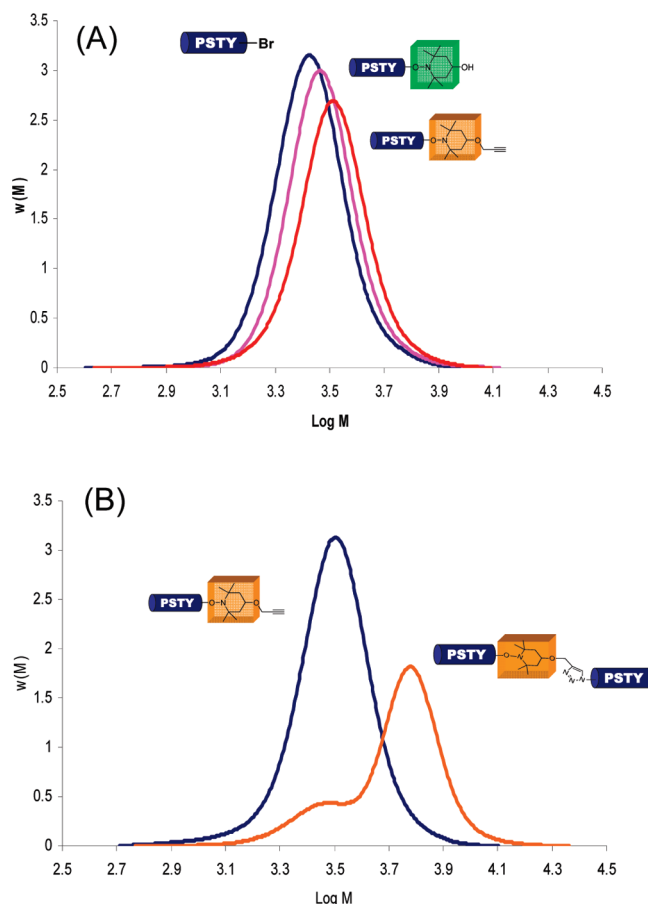 (A)
PSTY Br
PSTY O N OH
PSTY O N O
w (M)
3.5
3
2.5
2
1.5
1
0.5
0
2.5 2.7 2.9 3.1 3.3 3.5 3.7 3.9 4.1 4.3 4.5
Log M
(B)
PSTY O N O
PSTY O N O
N N N PSTY
w (M)
3.5
3
2.5
2
1.5
1
0.5
0
2.5 2.7 2.9 3.1 3.3 3.5 3.7 3.9 4.1 4.3 4.5
Log M